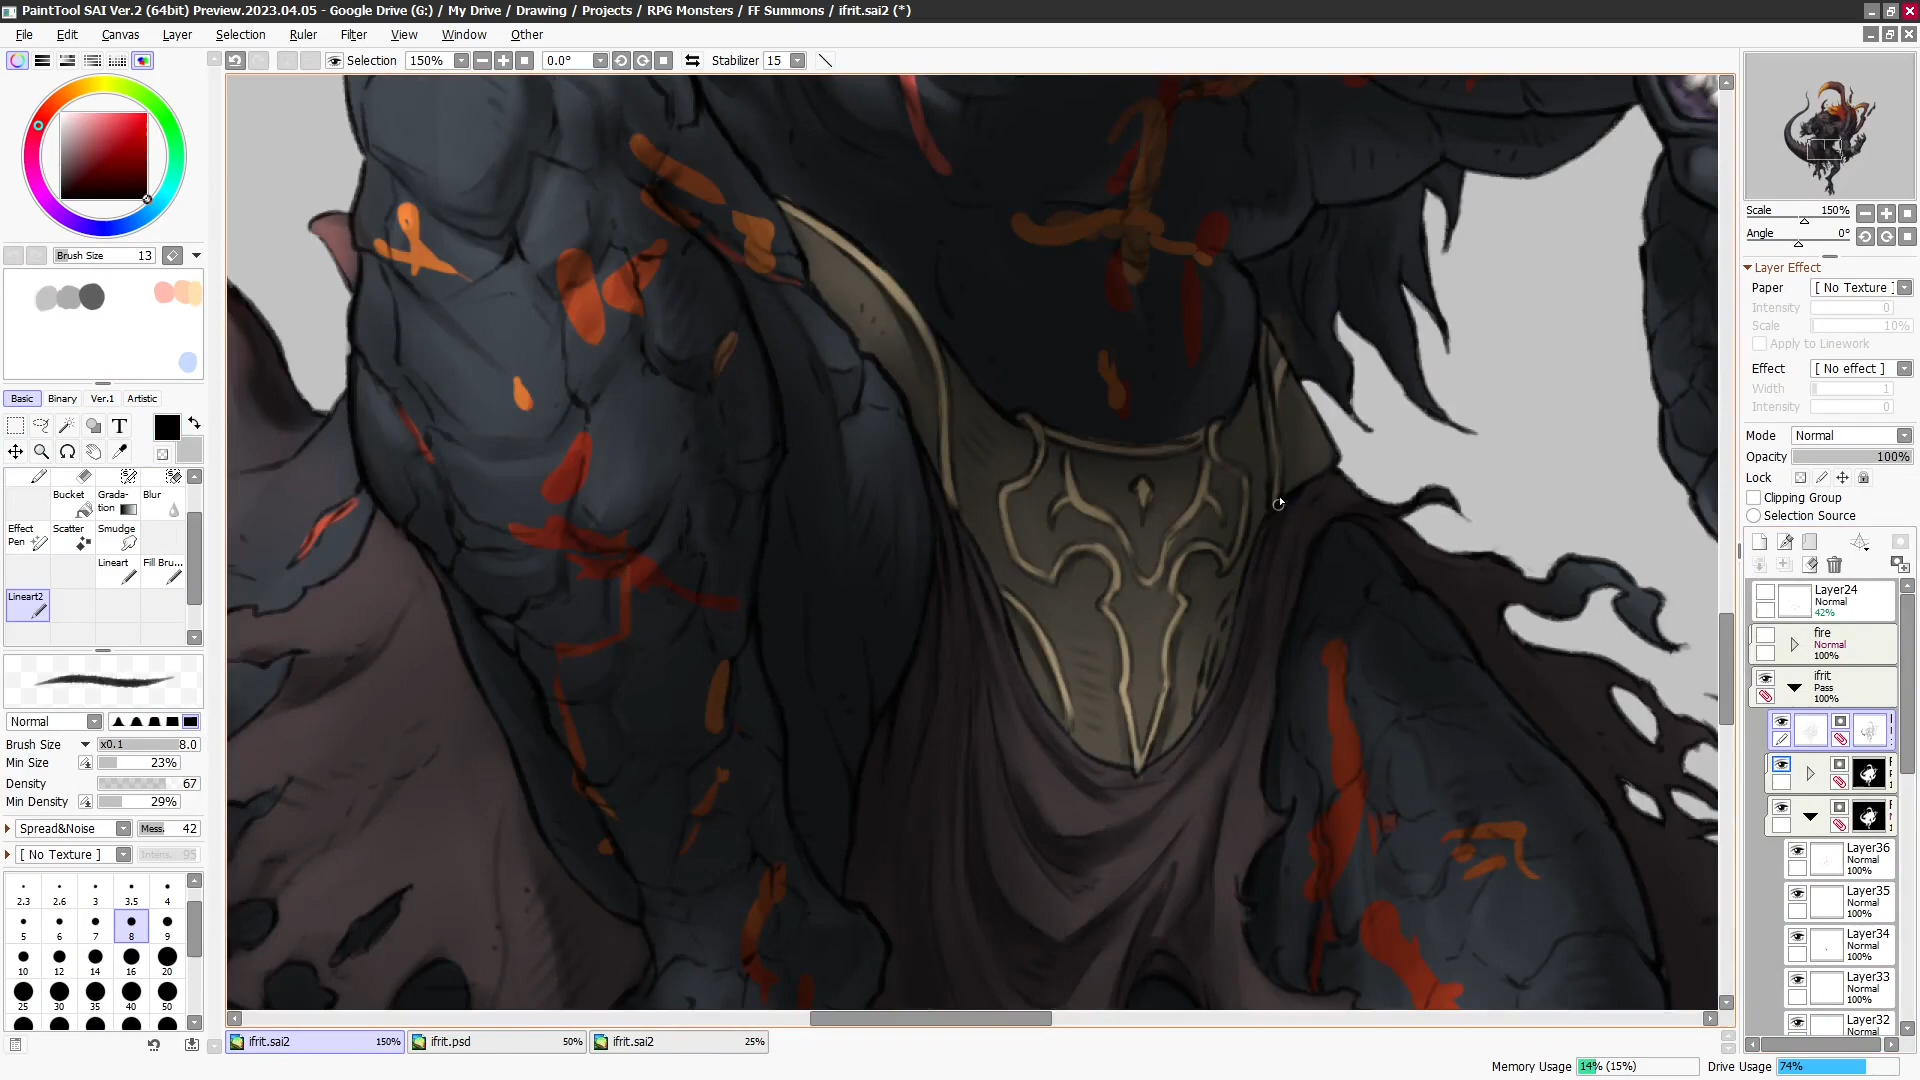 PaintTool SAI Ver.2 (64bit) Preview.2023.04.05 - Google Drive (G:) / My Drive / Drawing / Projects / RPG Monsters / FF Summons / ifrit.sai2 (*)
File Edit Canvas Layer Selection Ruler Filter View Window Other
Selection 150% 0.0° Stabilizer 15
Brush Size 13
Basic Binary Ver.1 Artistic
T
Bucket Grada-tion Blur
Effect Pen Scatter Smudge
Lineart Fill Bru...
Lineart2
Normal
Brush Size x0.1 8.0
Min Size 23%
Density 67
Min Density 29%
Spread&Noise Mess. 42
[ No Texture ] Intens. 95
2.3 2.6 3 3.5 4
5 6 7 8 9
10 12 14 16 20
25 30 35 40 50
Scale 150%
Angle 0°
Layer Effect
Paper [ No Texture ]
Intensity 0
Scale 10%
Apply to Linework
Effect [ No effect ]
Width 1
Intensity 0
Mode Normal
Opacity 100%
Lock
Clipping Group
Selection Source
Layer24
Normal
42%
fire
Normal
100%
ifrit
Pass
100%
Layer36
Normal
100%
Layer35
Normal
100%
Layer34
Normal
100%
Layer33
Normal
100%
Layer32
Normal
ifrit.sai2 150% ifrit.psd 50% ifrit.sai2 25%
Memory Usage 14% (15%) Drive Usage 74%